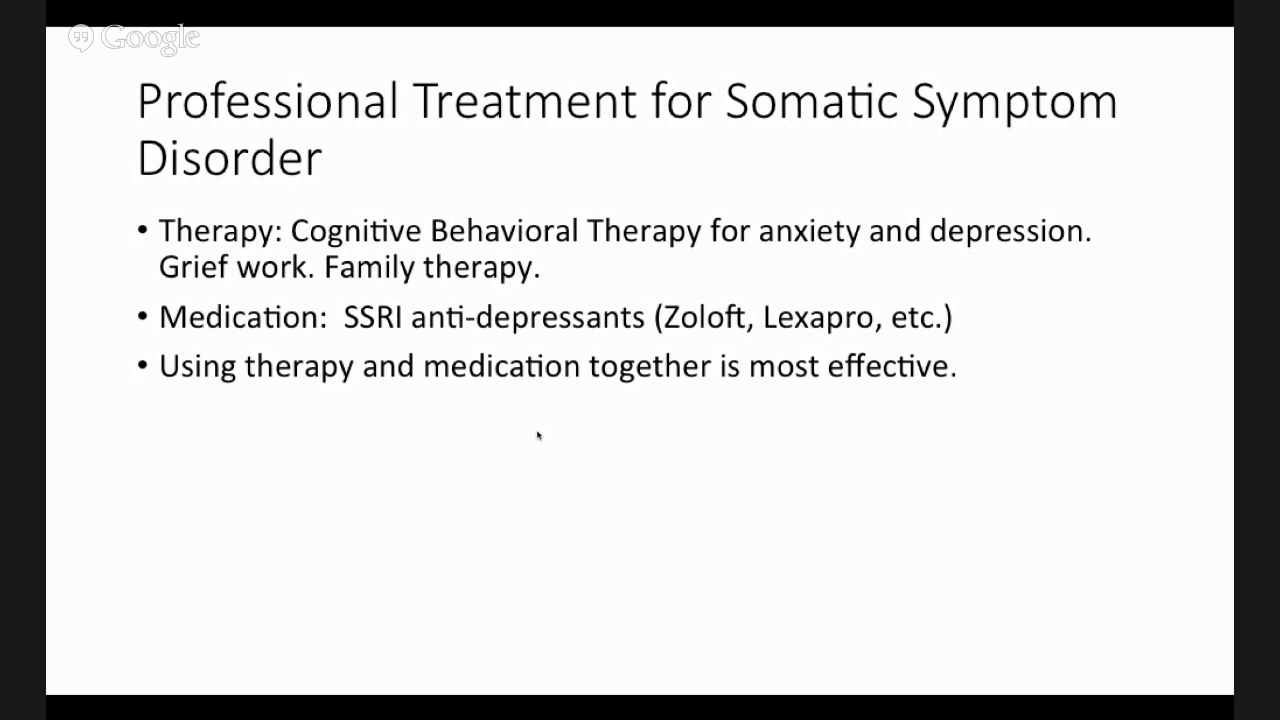 Google
Professional Treatment for Somatic Symptom
Disorder
• Therapy: Cognitive Behavioral Therapy for anxiety and depression.
Grief work. Family therapy.
• Medication:  SSRI anti-depressants (Zoloft, Lexapro, etc.)
• Using therapy and medication together is most effective.